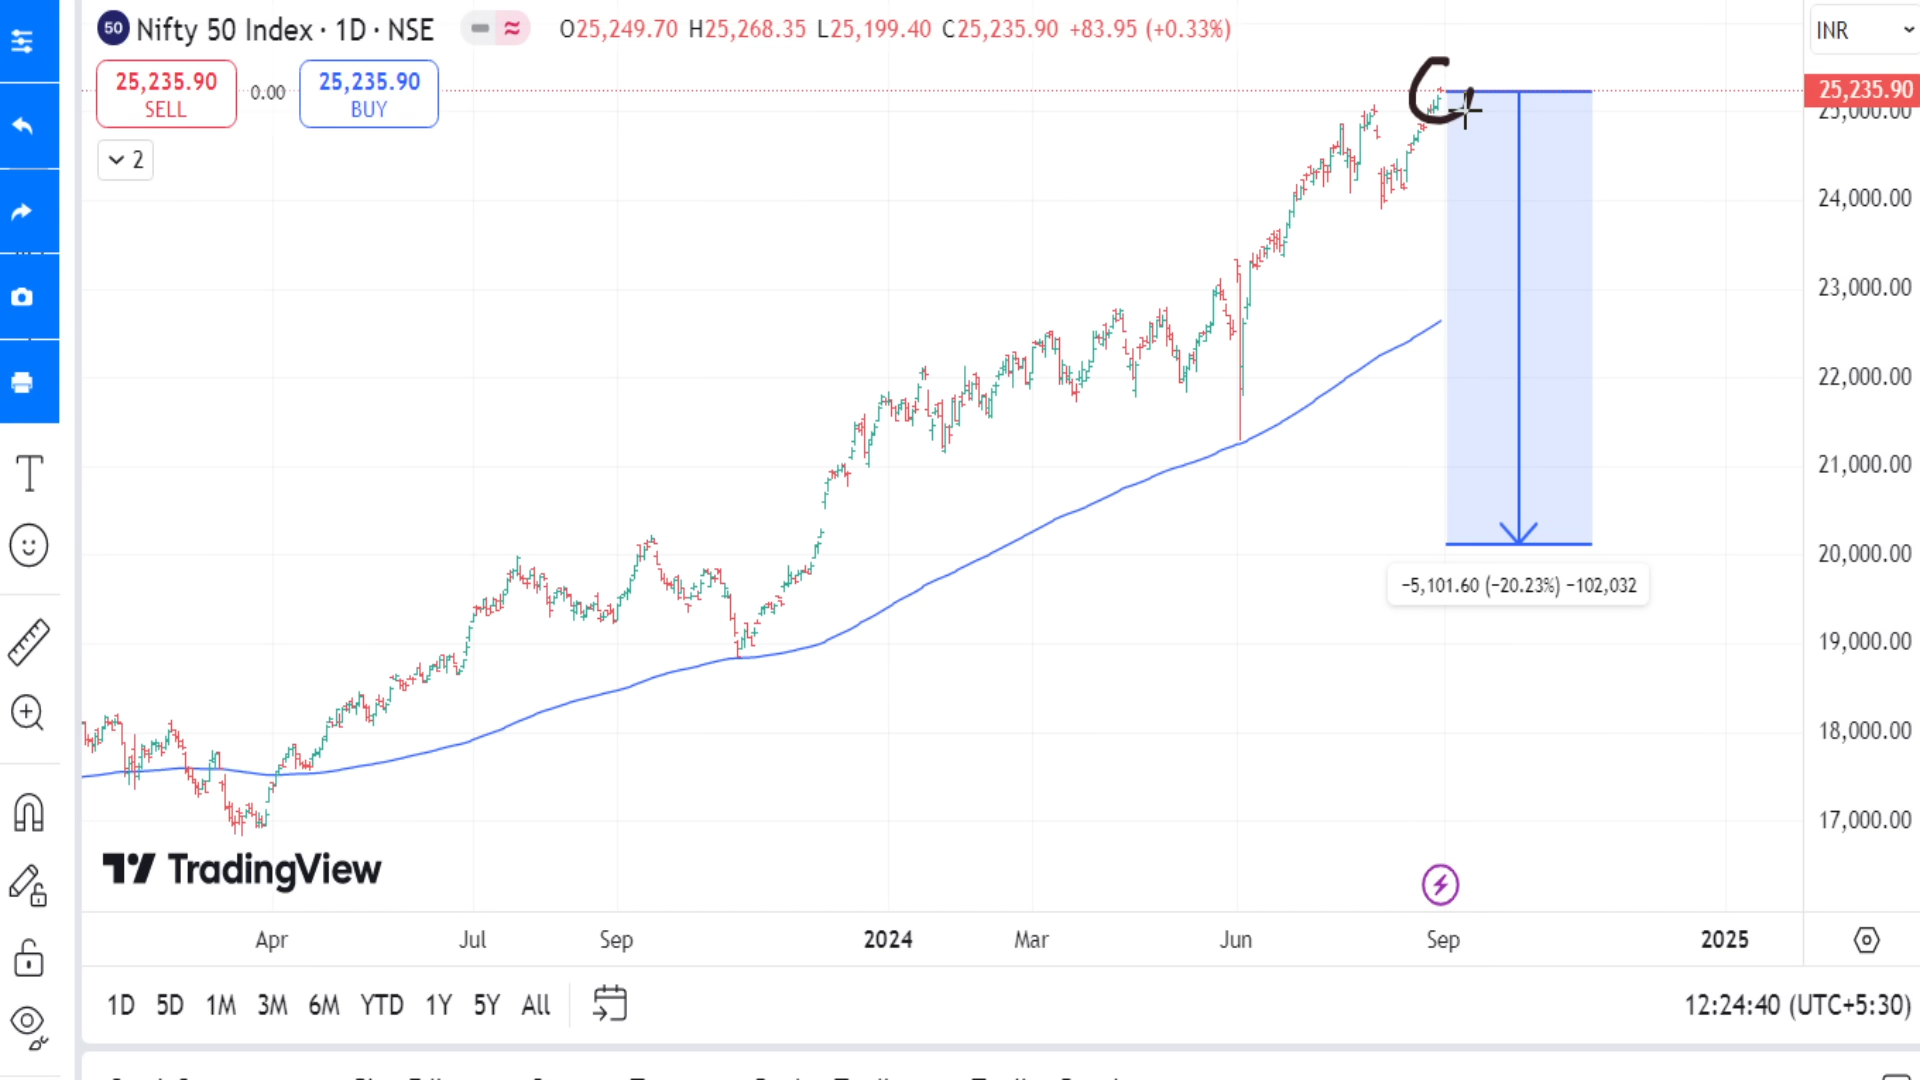 50 Nifty 50 Index · 1D · NSE O25,249.70 H25,268.35 L25,199.40 C25,235.90 +83.95 (+0.33%)
INR
25,235.90 SELL
0.00
25,235.90 BUY
2
25,235.90
25,000.00
24,000.00
23,000.00
22,000.00
21,000.00
20,000.00
−5,101.60 (−20.23%) −102,032
19,000.00
18,000.00
17,000.00
TradingView
Apr Jul Sep 2024 Mar Jun Sep 2025
1D 5D 1M 3M 6M YTD 1Y 5Y All
12:24:40 (UTC+5:30)